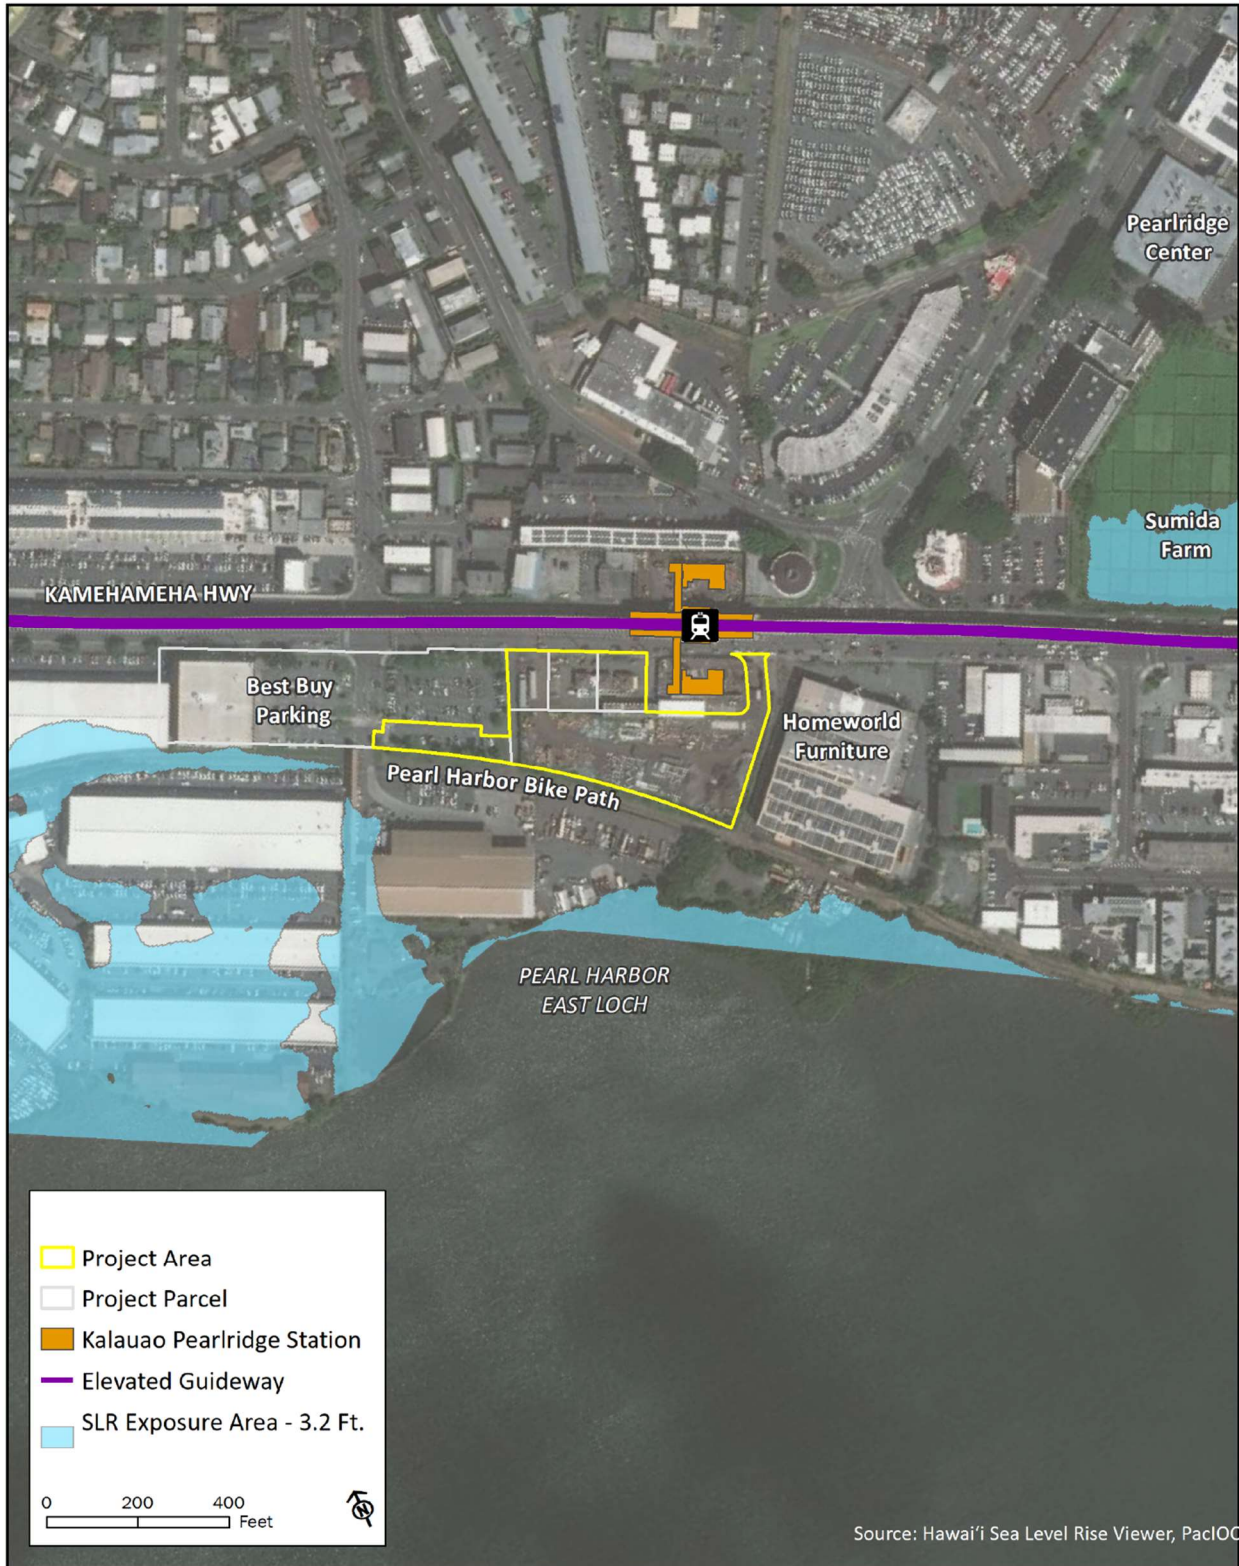 Pearlridge
Center
Sumida
Farm
KAMEHAMEHA HWY
Best Buy
Parking
Homeworld
Furniture
Pearl Harbor Bike Path
PEARL HARBOR
EAST LOCH
Project Area
Project Parcel
Kalauao Pearlridge Station
Elevated Guideway
SLR Exposure Area - 3.2 Ft.
0 200 400
Feet
N
Source: Hawaiʻi Sea Level Rise Viewer, PacIOO